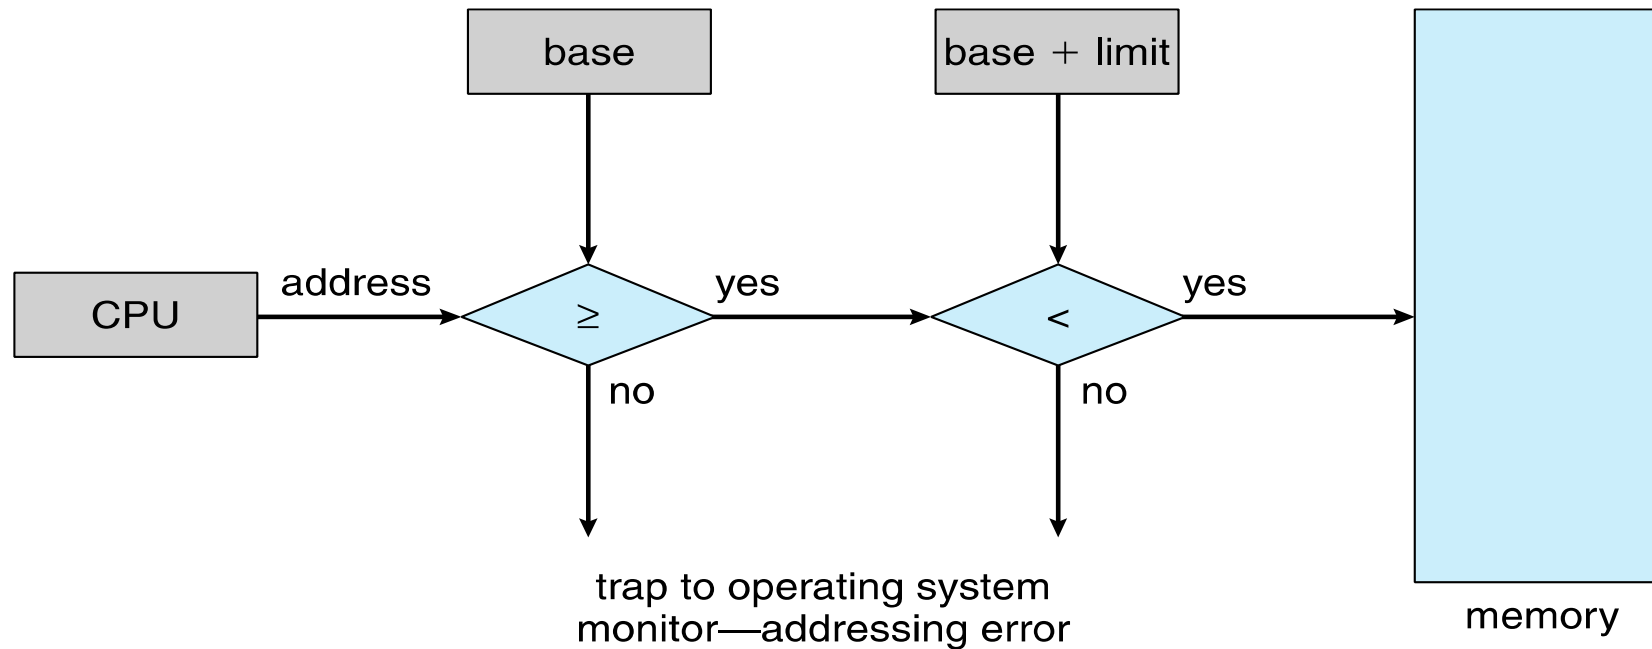 base
base + limit
CPU
address
≥
yes
<
yes
no
no
trap to operating system
monitor—addressing error
memory